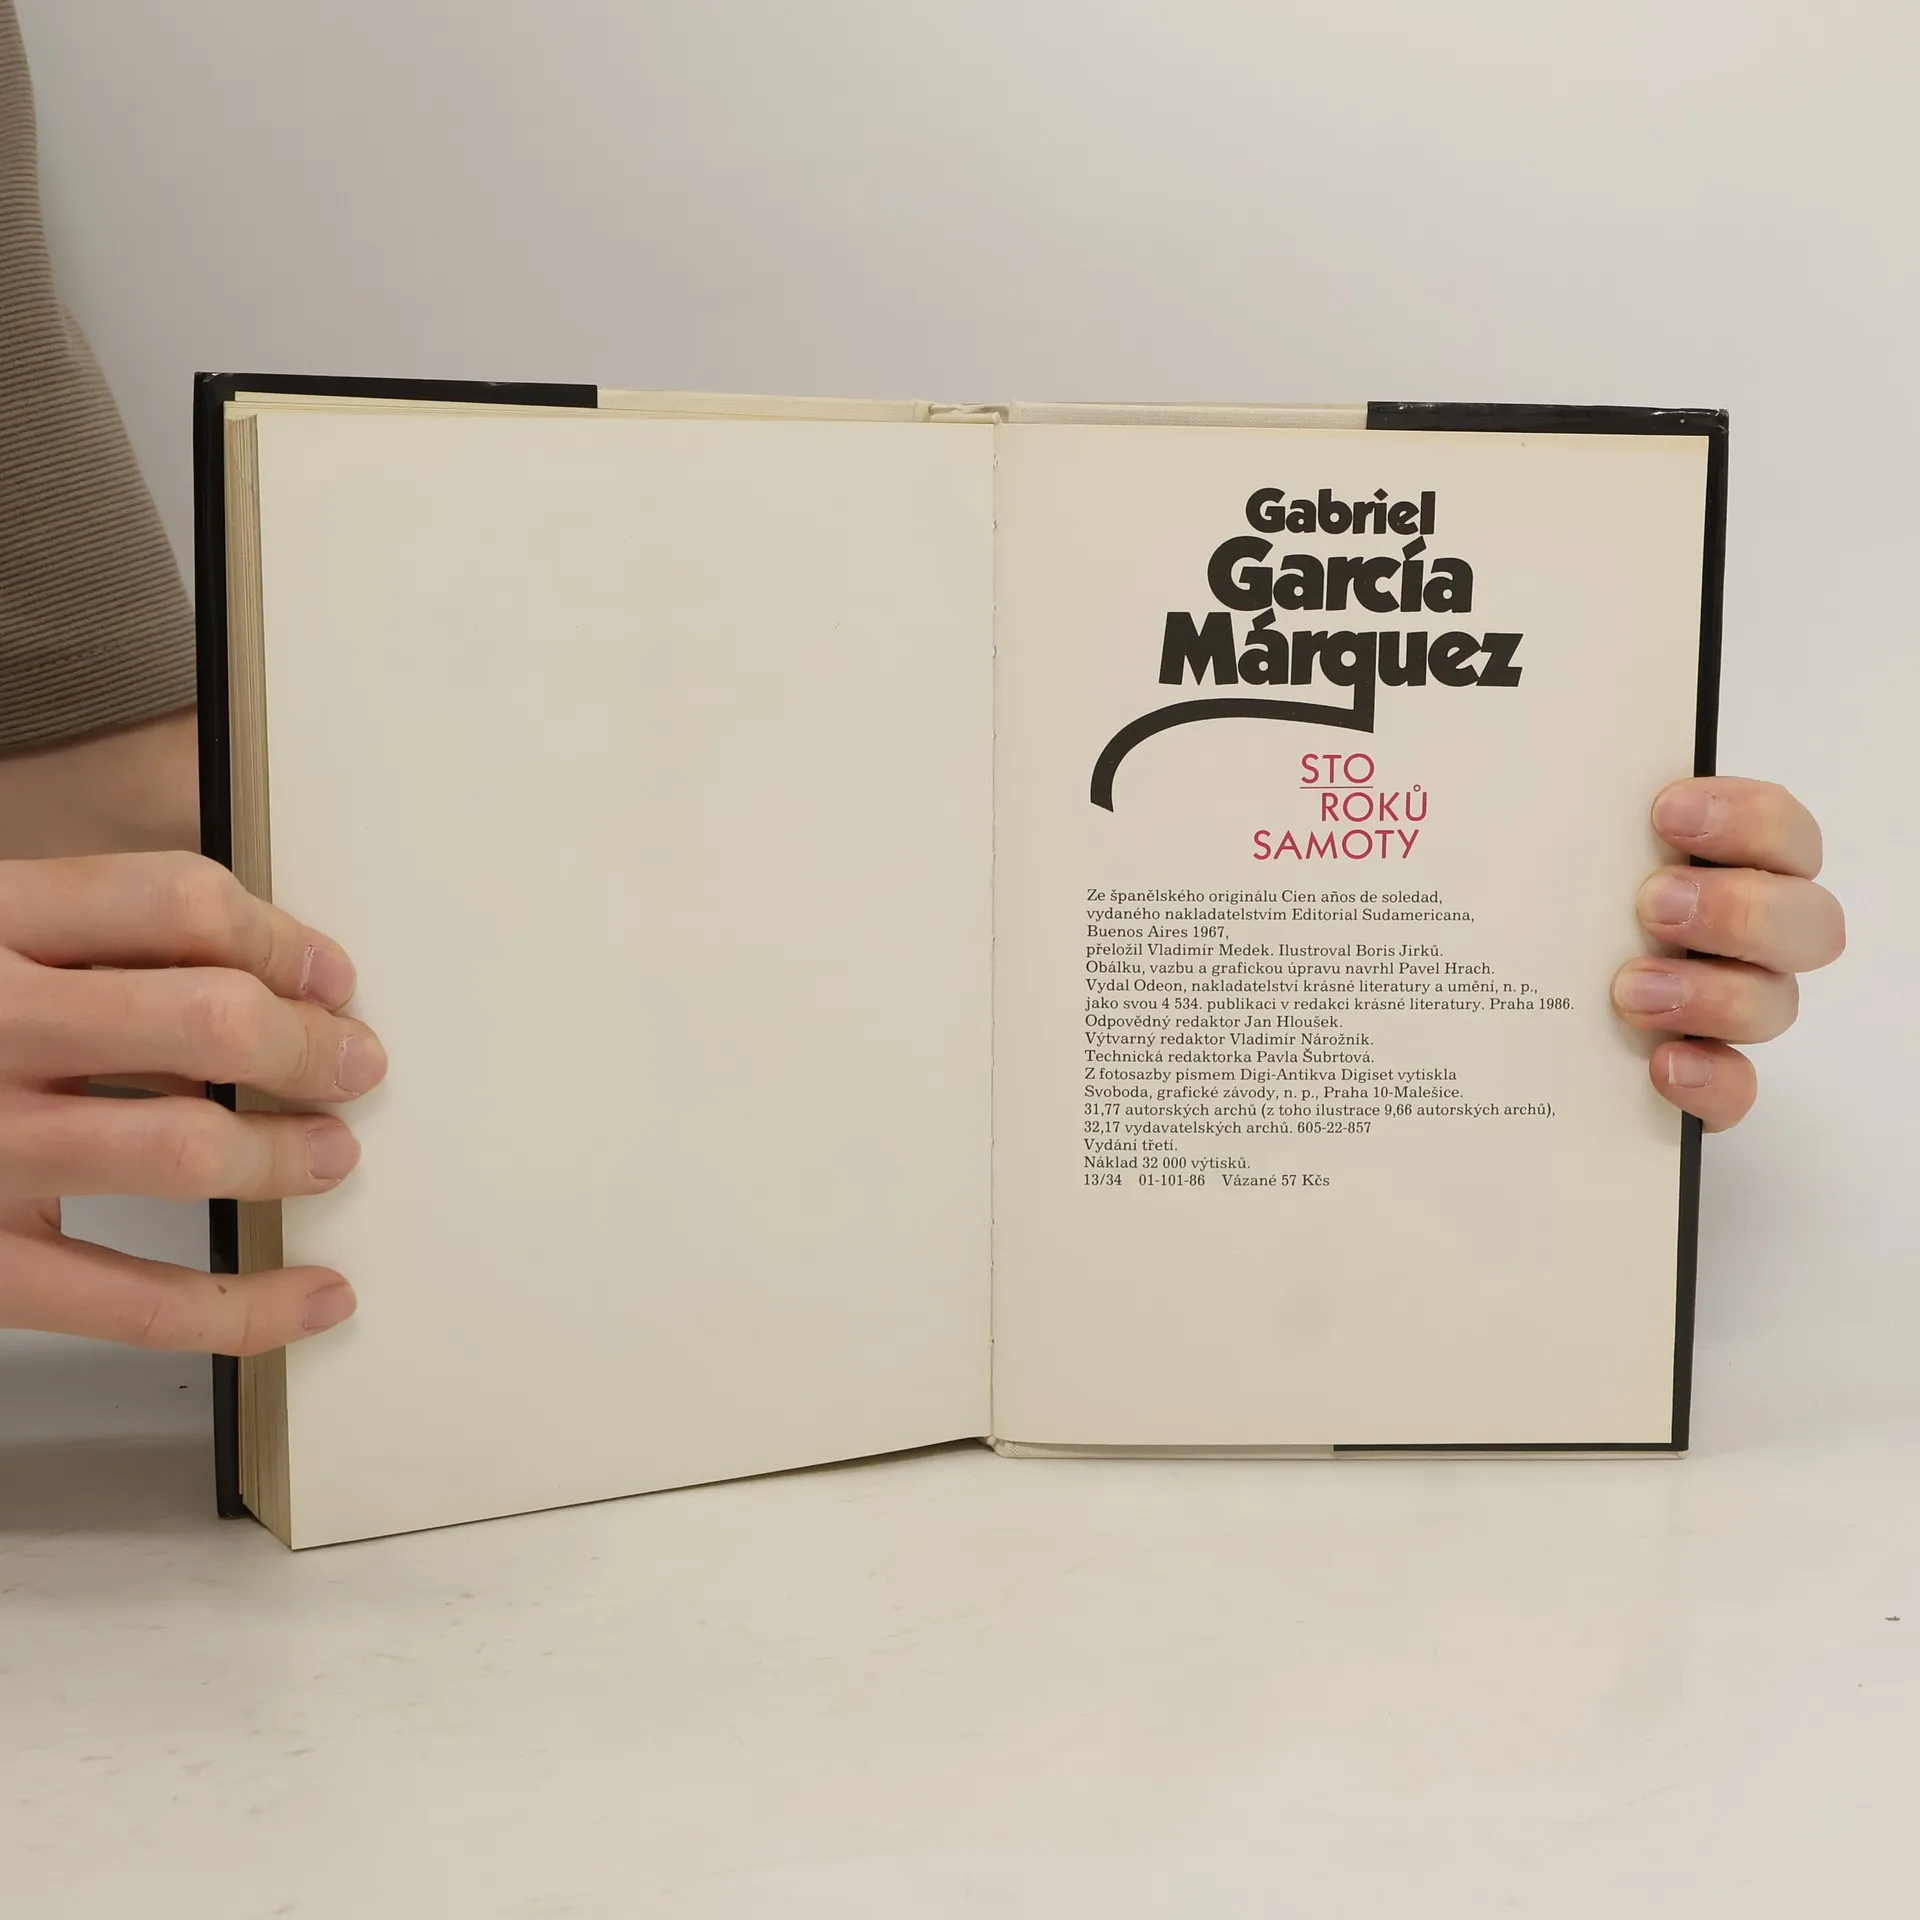 Gabriel
García
Márquez
STO
ROKŮ
SAMOTY
Ze španělského originálu Cien años de soledad,
vydaného nakladatelstvím Editorial Sudamericana,
Buenos Aires 1967,
přeložil Vladimír Medek. Ilustroval Boris Jirků.
Obálku, vazbu a grafickou úpravu navrhl Pavel Hrach.
Vydal Odeon, nakladatelství krásné literatury a umění, n. p.,
jako svou 4 534. publikaci v redakci krásné literatury. Praha 1986.
Odpovědný redaktor Jan Hloušek.
Výtvarný redaktor Vladimír Nárožník.
Technická redaktorka Pavla Šubrtová.
Z fotosazby písmem Digi-Antikva Digiset vytiskla
Svoboda, grafické závody, n. p., Praha 10-Malešice.
31,77 autorských archů (z toho ilustrace 9,66 autorských archů),
32,17 vydavatelských archů. 605-22-857
Vydání třetí.
Náklad 32 000 výtisků.
13/34 01-101-86 Vázané 57 Kčs